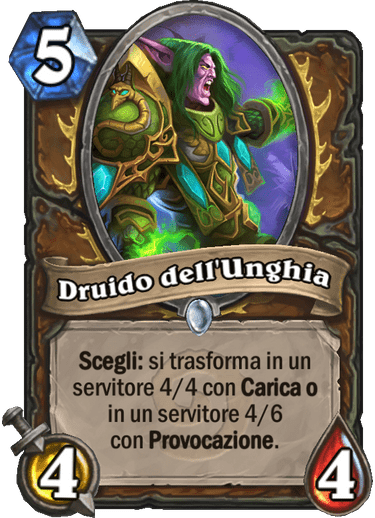 5
Druido dell'Unghia
Scegli: si trasforma in un
servitore 4/4 con Carica o
in un servitore 4/6
con Provocazione.
4
4